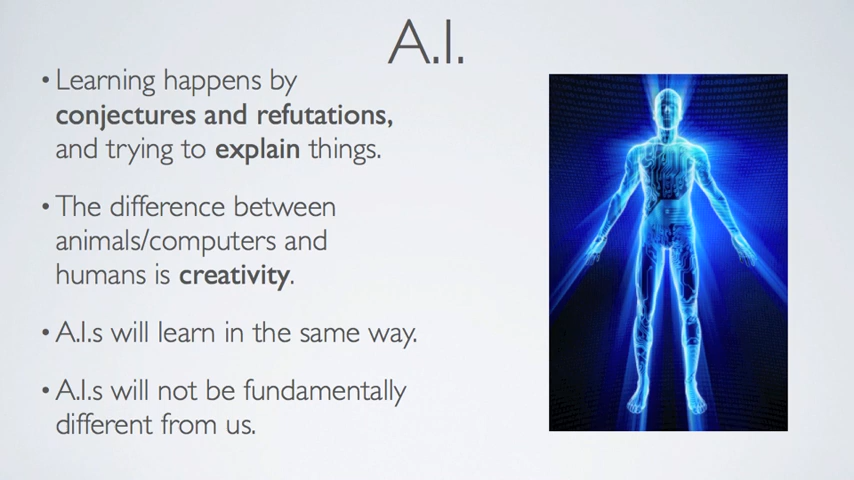 A.I.
• Learning happens by
conjectures and refutations,
and trying to explain things.
• The difference between
animals/computers and
humans is creativity.
• A.I.s will learn in the same way.
• A.I.s will not be fundamentally
different from us.